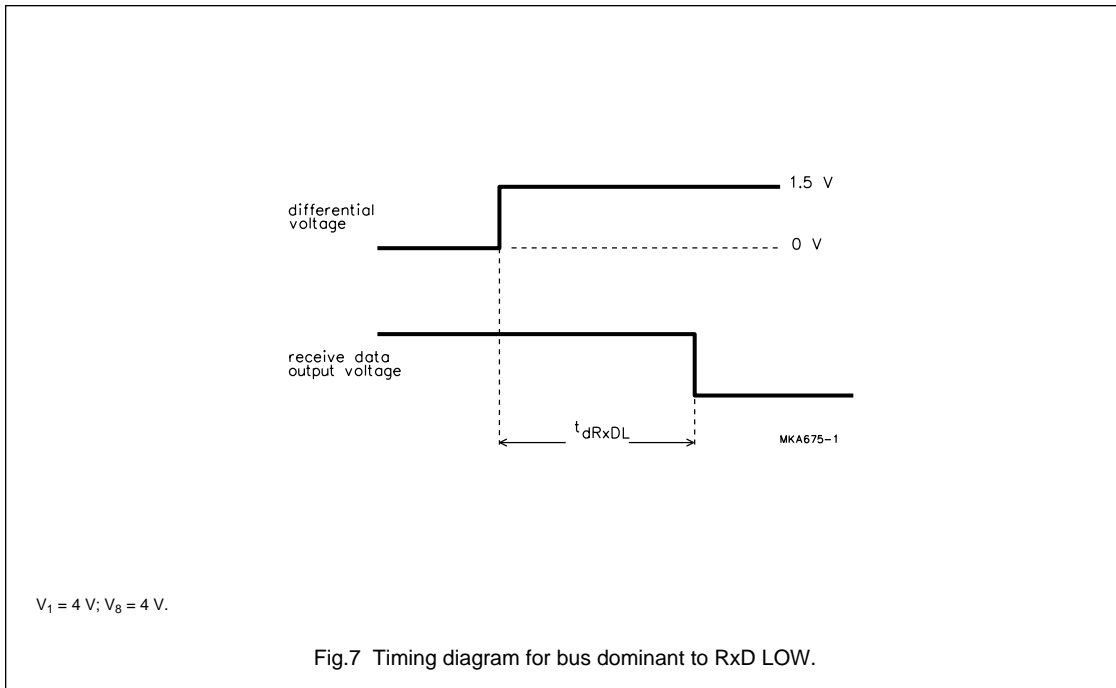 1.5 V
differential
voltage
0 V
receive data
output voltage
tdRxDL
MKA675-1
V1 = 4 V; V8 = 4 V.
Fig.7 Timing diagram for bus dominant to RxD LOW.